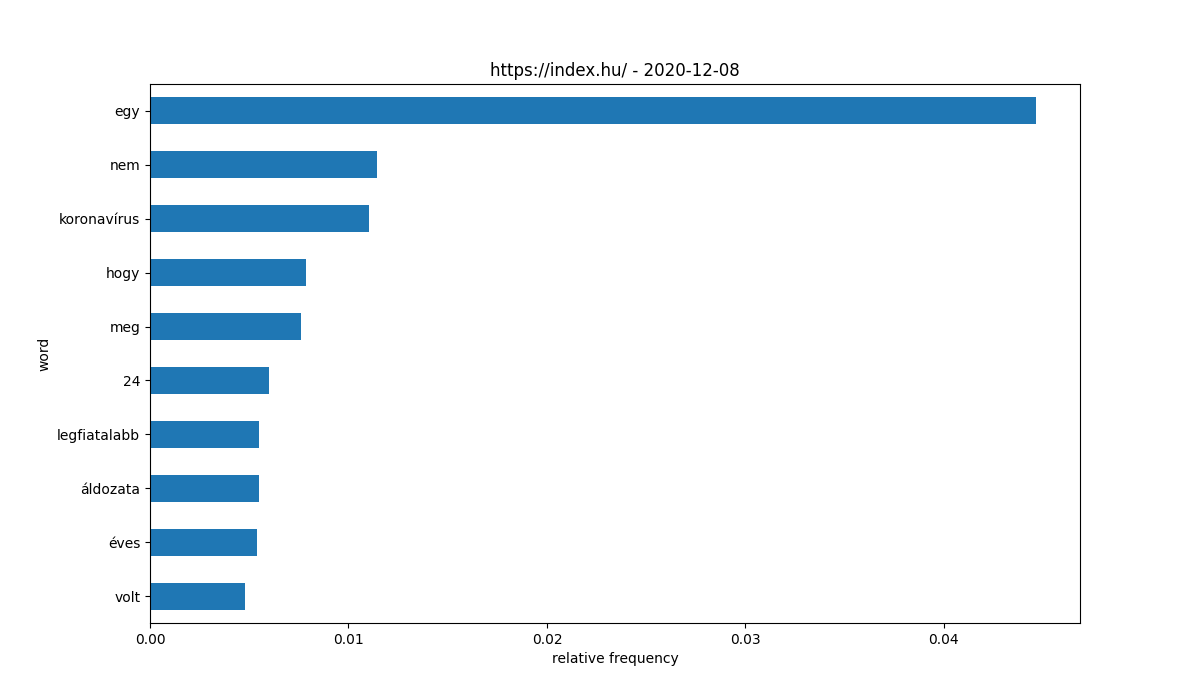 https://index.hu/ - 2020-12-08
egy
nem
koronavírus
hogy
meg
24
legfiatalabb
áldozata
éves
volt
word
0.00 0.01 0.02 0.03 0.04
relative frequency